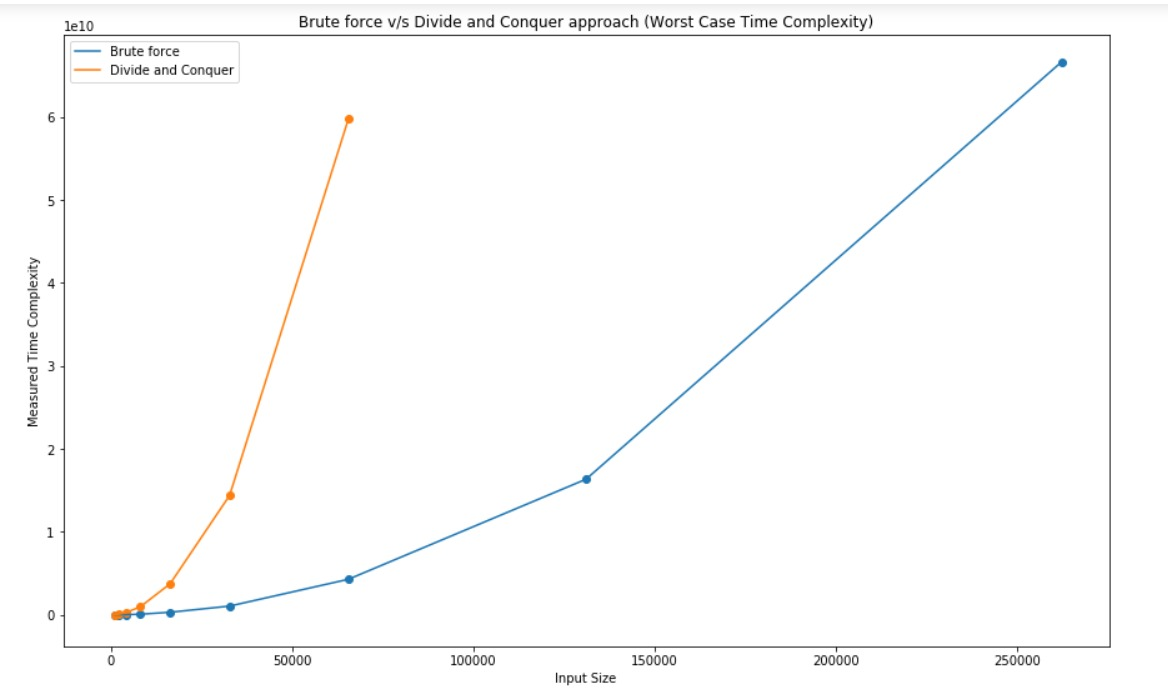 Brute force v/s Divide and Conquer approach (Worst Case Time Complexity)
1e10
Brute force
Divide and Conquer
6
5
4
3
2
1
0
Measured Time Complexity
0 50000 100000 150000 200000 250000
Input Size